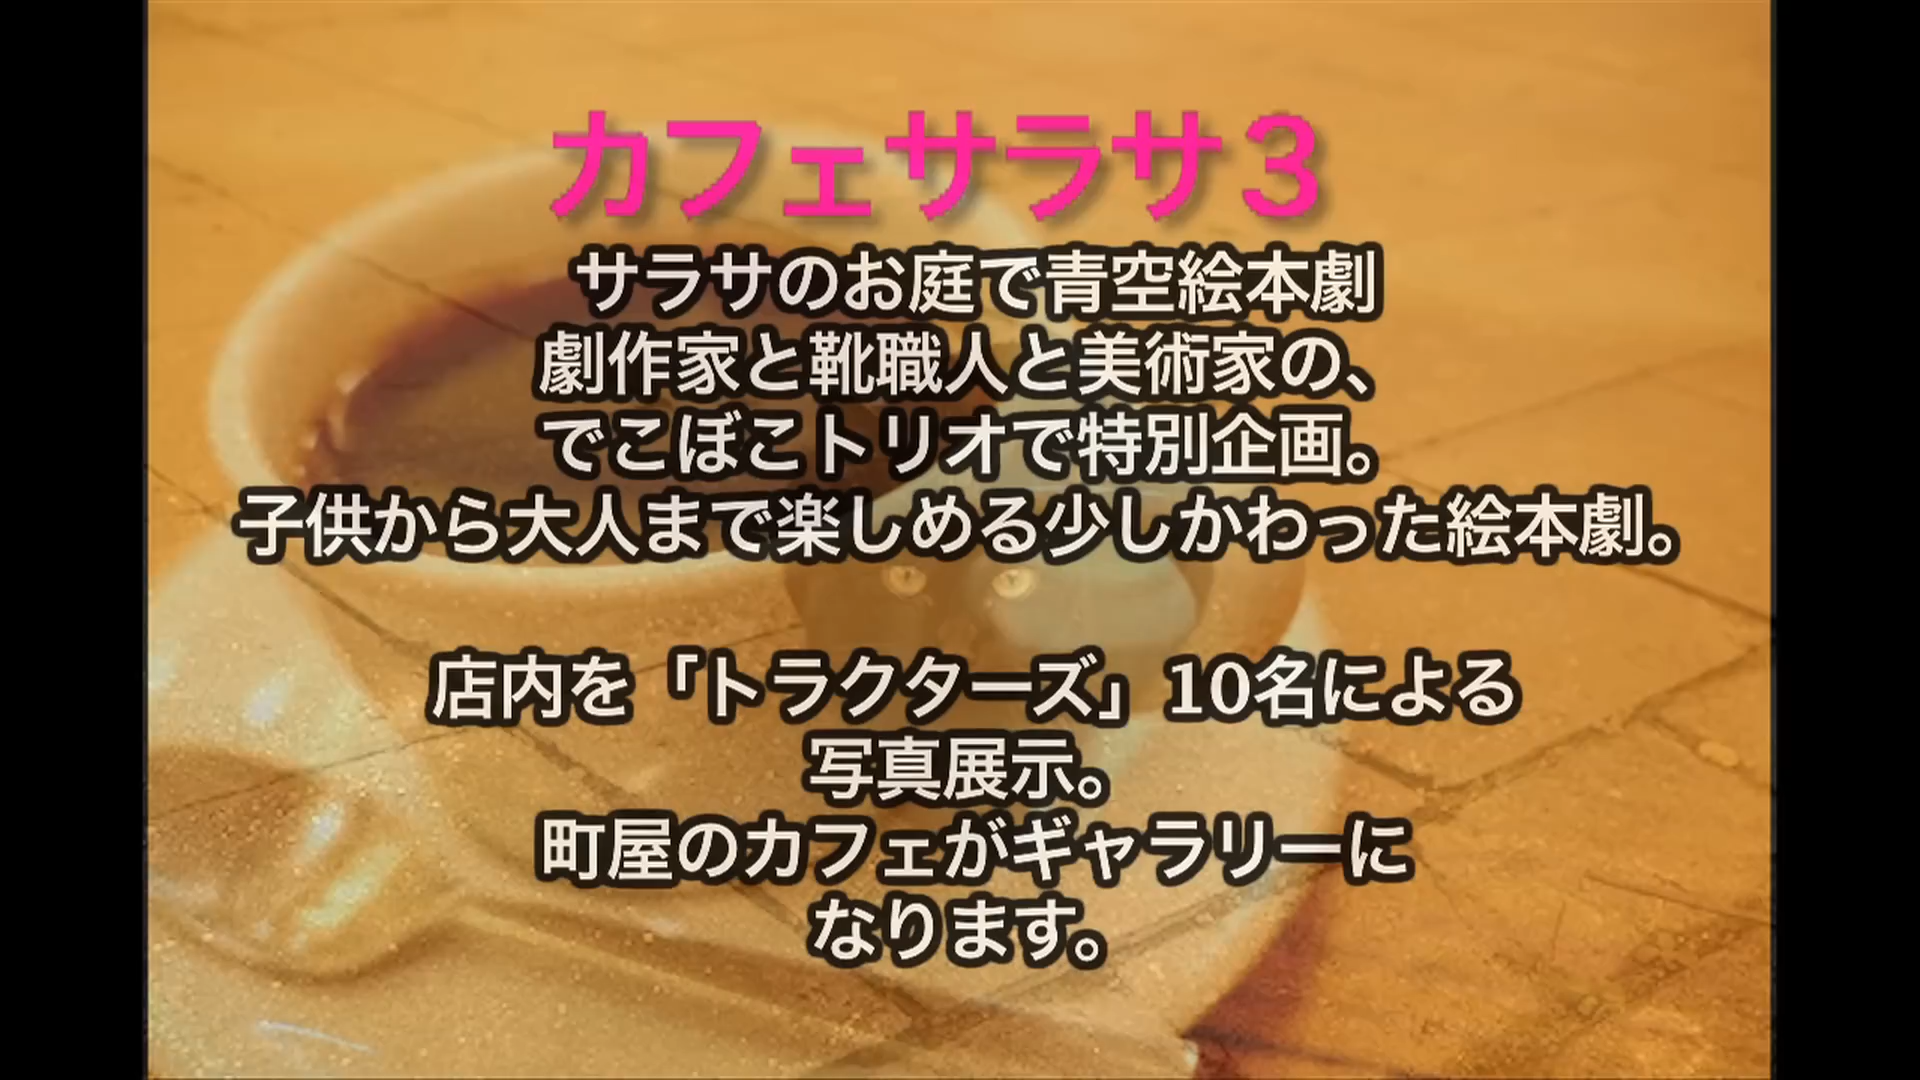 カフェサラサ３
サラサのお庭で青空絵本劇
劇作家と靴職人と美術家の、
でこぼこトリオで特別企画。
子供から大人まで楽しめる少しかわった絵本劇。
店内を「トラクターズ」10名による
写真展示。
町屋のカフェがギャラリーに
なります。